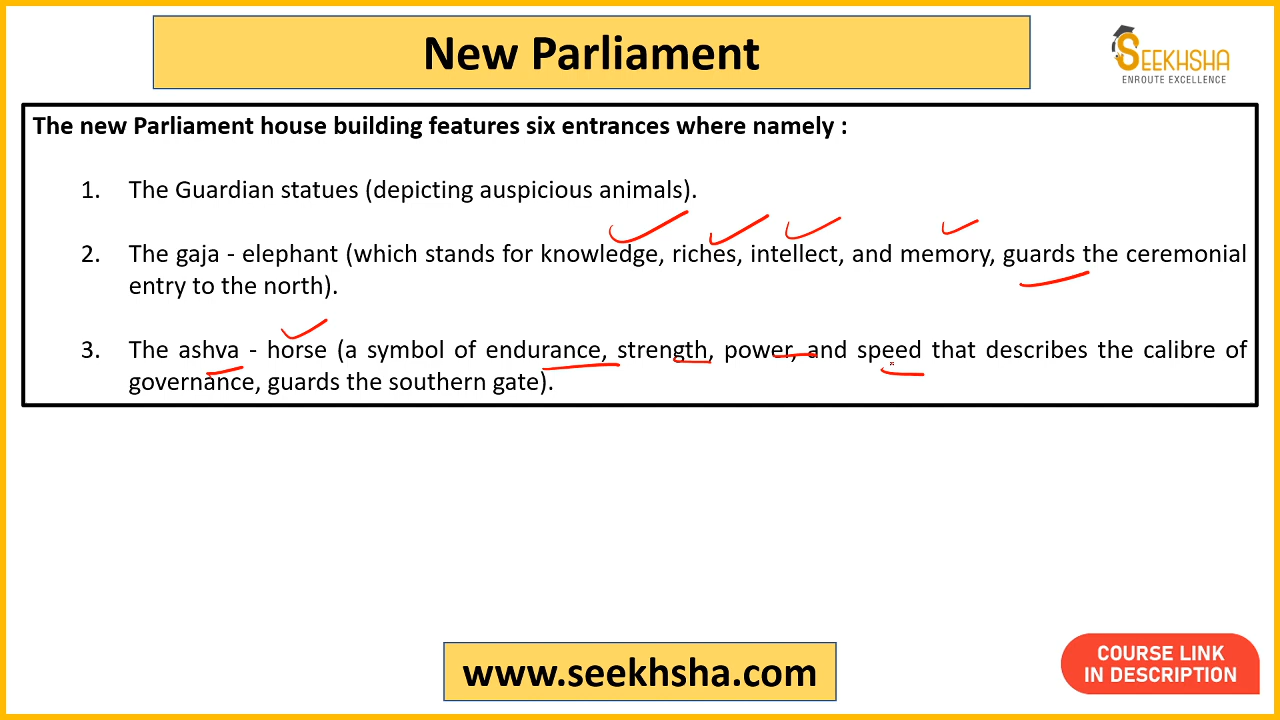 New Parliament
SEEKHSHA
ENROUTE EXCELLENCE
The new Parliament house building features six entrances where namely :
1. The Guardian statues (depicting auspicious animals).
2. The gaja - elephant (which stands for knowledge, riches, intellect, and memory, guards the ceremonial
entry to the north).
3. The ashva - horse (a symbol of endurance, strength, power, and speed that describes the calibre of
governance, guards the southern gate).
www.seekhsha.com
COURSE LINK
IN DESCRIPTION